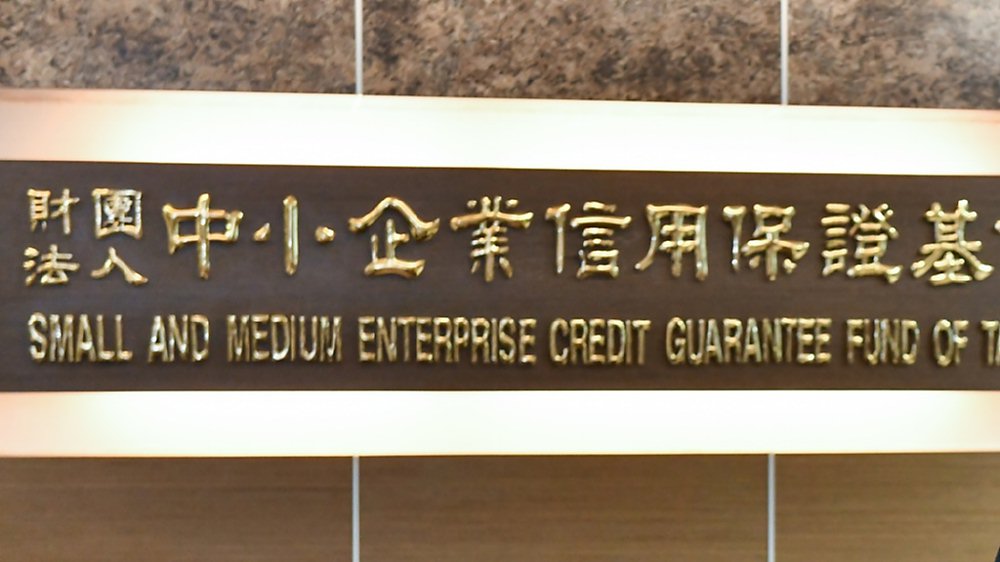 財團法人 中小企業信用保證基
SMALL AND MEDIUM ENTERPRISE CREDIT GUARANTEE FUND OF